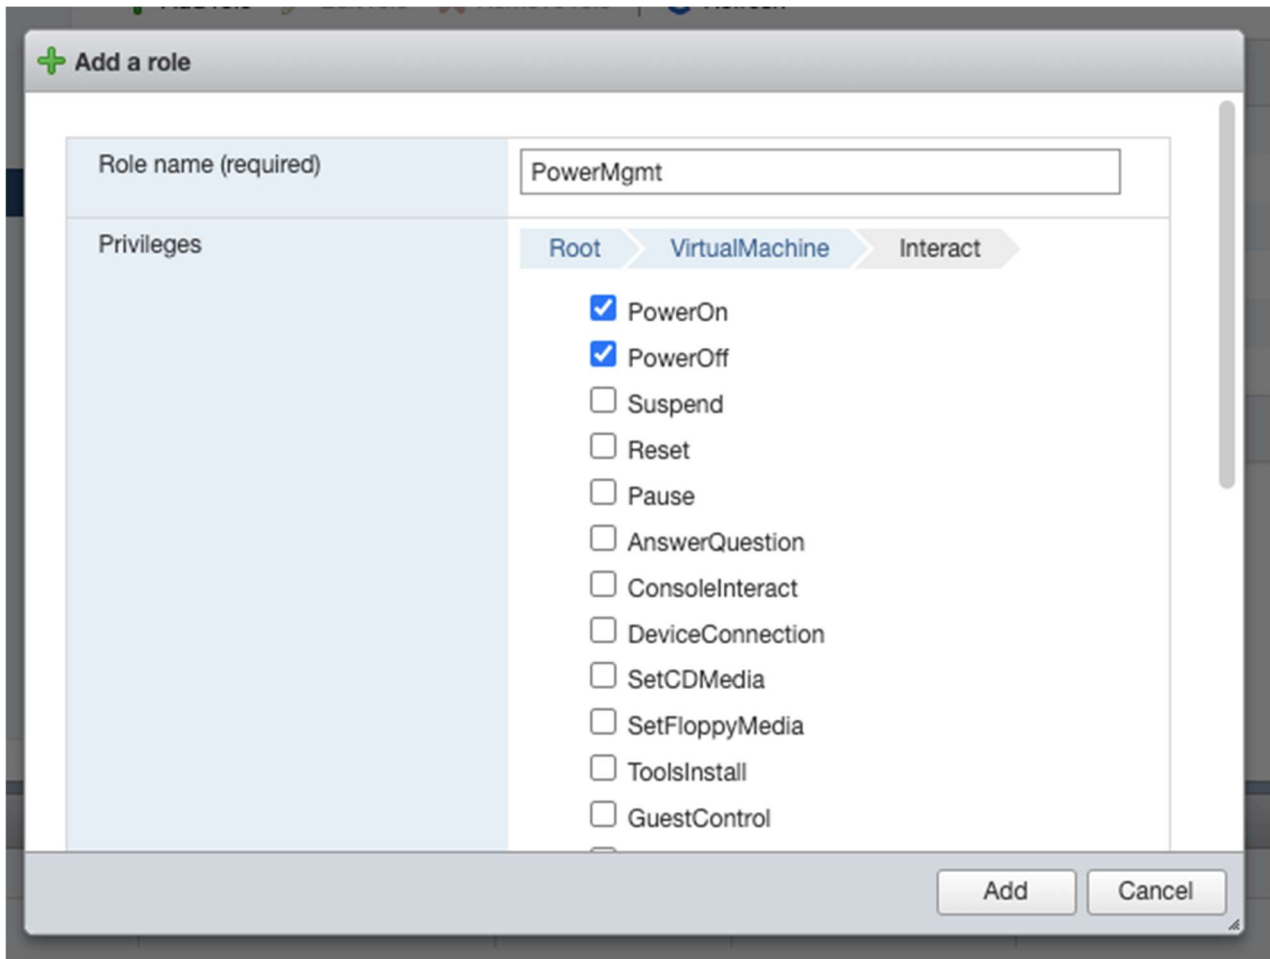 Add a role
Role name (required)
PowerMgmt
Privileges
Root VirtualMachine Interact
PowerOn
PowerOff
Suspend
Reset
Pause
AnswerQuestion
ConsoleInteract
DeviceConnection
SetCDMedia
SetFloppyMedia
ToolsInstall
GuestControl
Add Cancel